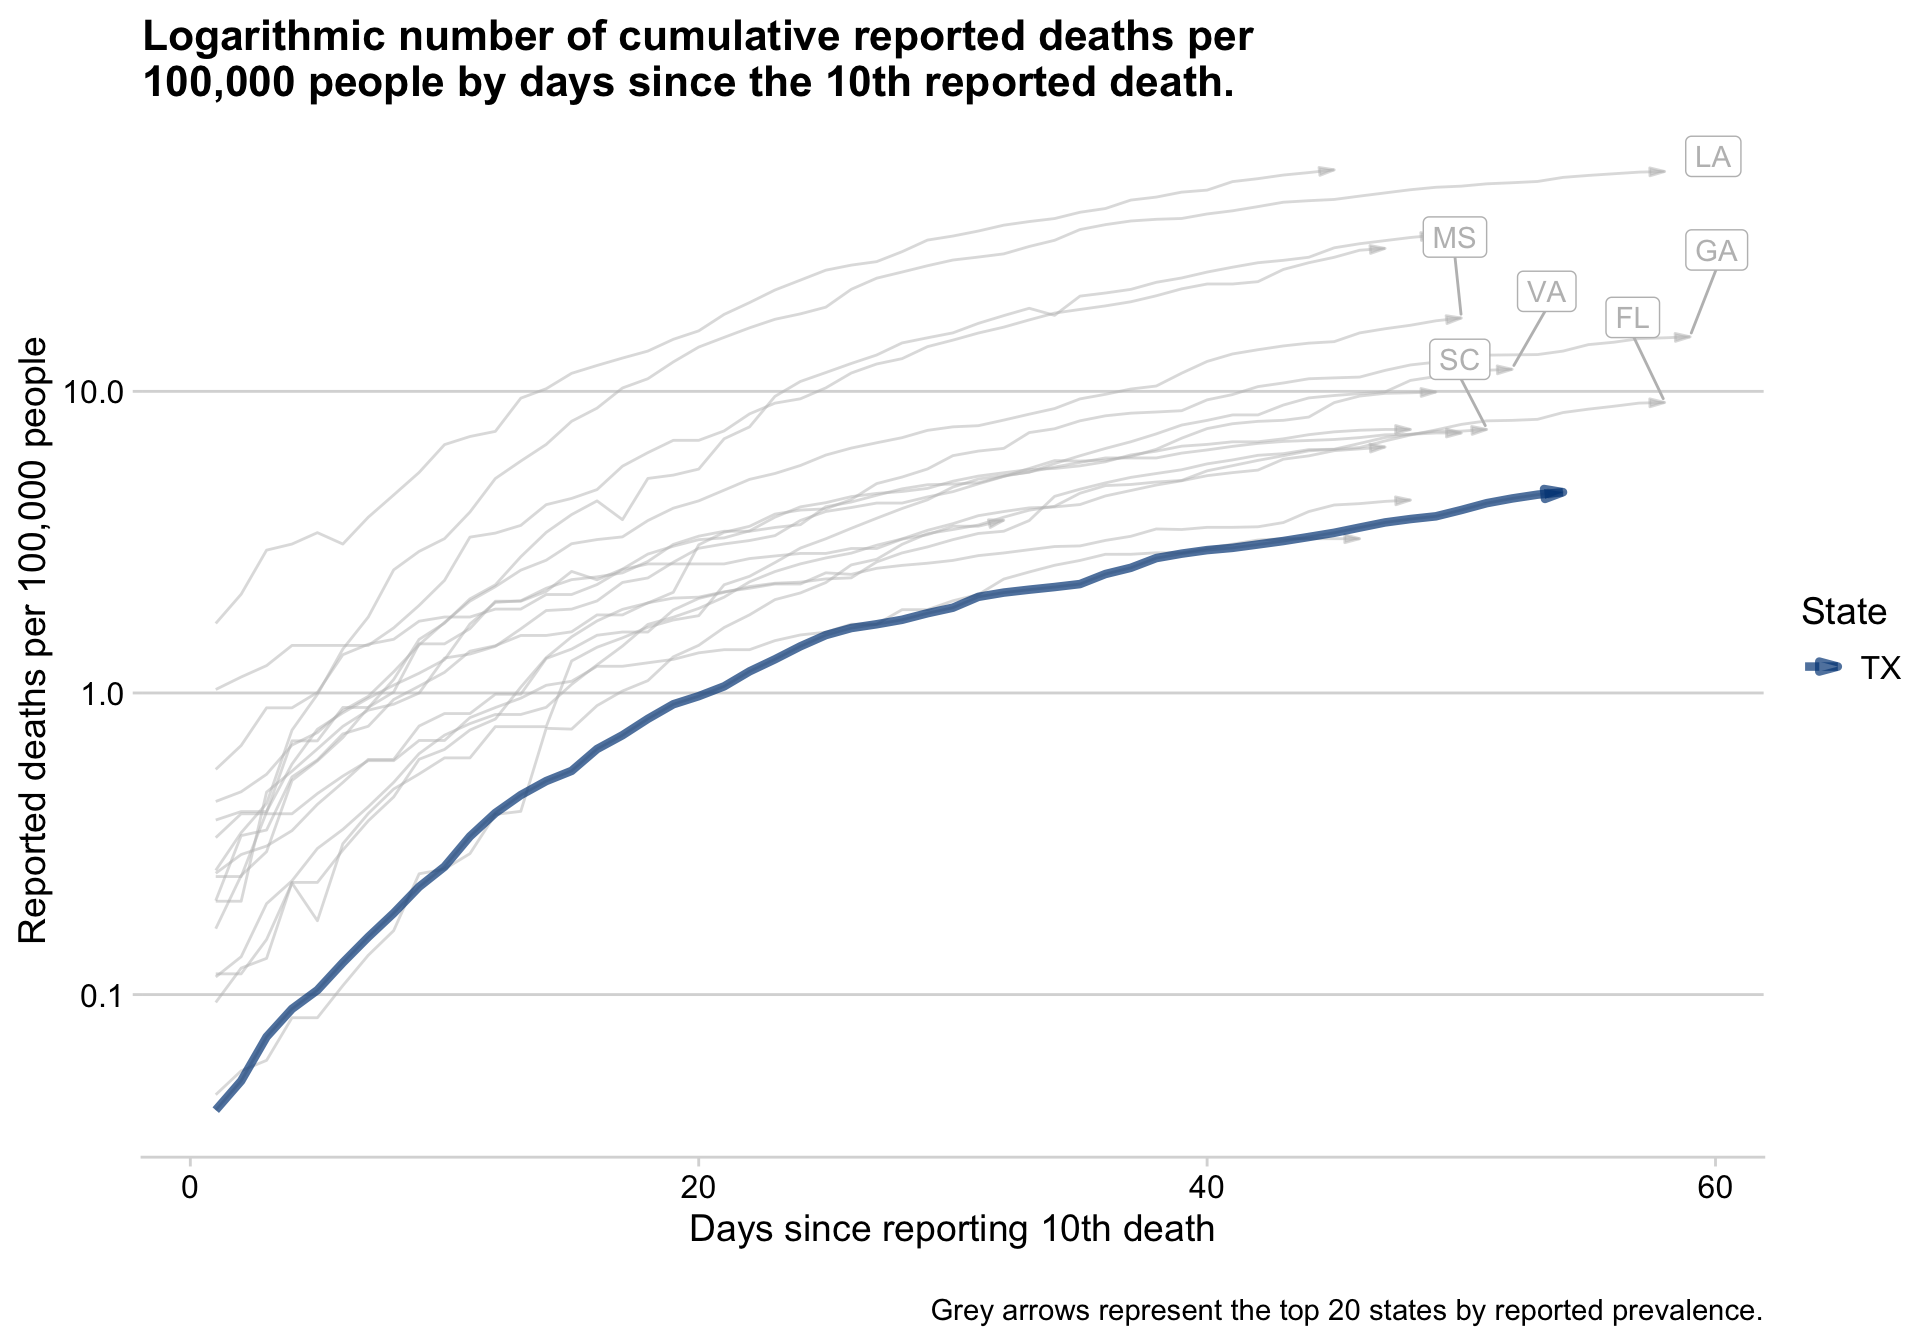 Logarithmic number of cumulative reported deaths per
100,000 people by days since the 10th reported death.
LA
MS
GA
VA
FL
SC
Reported deaths per 100,000 people
10.0
1.0
0.1
State
TX
0
20
40
60
Days since reporting 10th death
Grey arrows represent the top 20 states by reported prevalence.